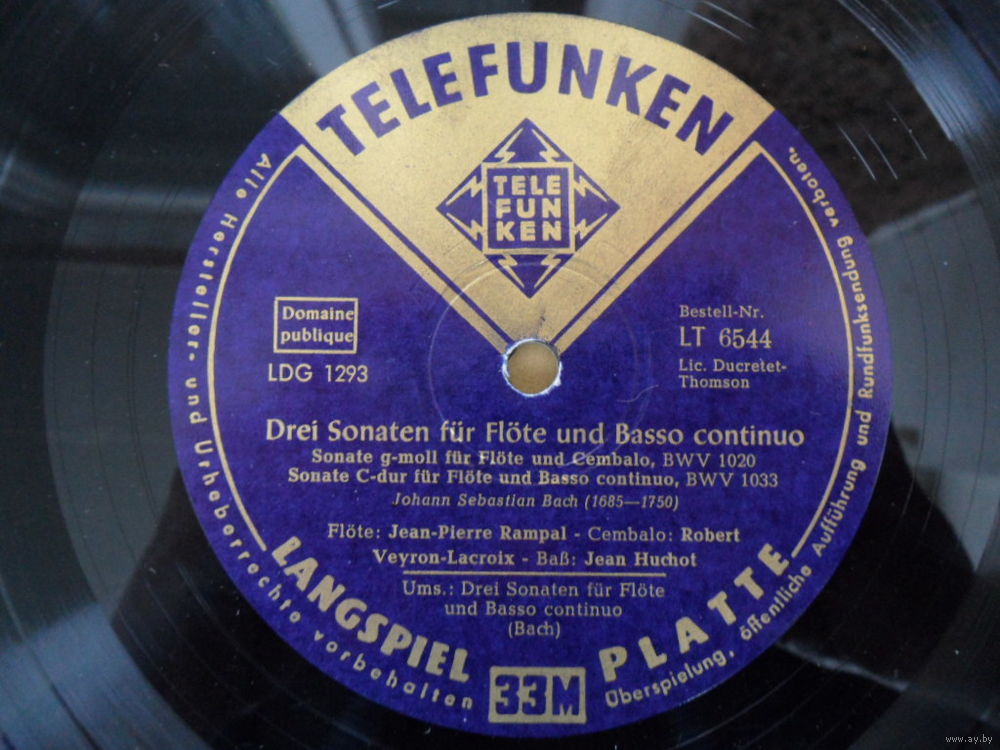 TELEFUNKEN
TELE
FUN
KEN
Domaine
publique
LDG 1293
Bestell-Nr.
LT 6544
Lic. Ducretet-
Thomson
Drei Sonaten für Flöte und Basso continuo
Sonate g-moll für Flöte und Cembalo, BWV 1020
Sonate C-dur für Flöte und Basso continuo, BWV 1033
Johann Sebastian Bach (1685—1750)
Flöte: Jean-Pierre Rampal - Cembalo: Robert
Veyron-Lacroix - Baß: Jean Huchot
Ums.: Drei Sonaten für Flöte
und Basso continuo
(Bach)
LANGSPIEL
33M
PLATTE
Alle Hersteller- und Urheberrechte vorbehalten
Überspielung, öffentliche Aufführung und Rundfunksendung verboten.
www.ay.by